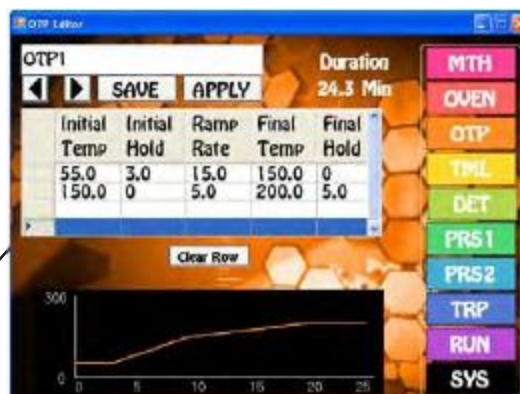 OTP Editor
OTP1
Duration
24.3 Min
SAVE APPLY
Initial Temp Initial Hold Ramp Rate Final Temp Final Hold
55.0 3.0 15.0 150.0 0
150.0 0 5.0 200.0 5.0
Clear Row
300
0
0 5 10 15 20 25
MTH
OVEN
OTP
TML
DET
PRS1
PRS2
TRP
RUN
SYS